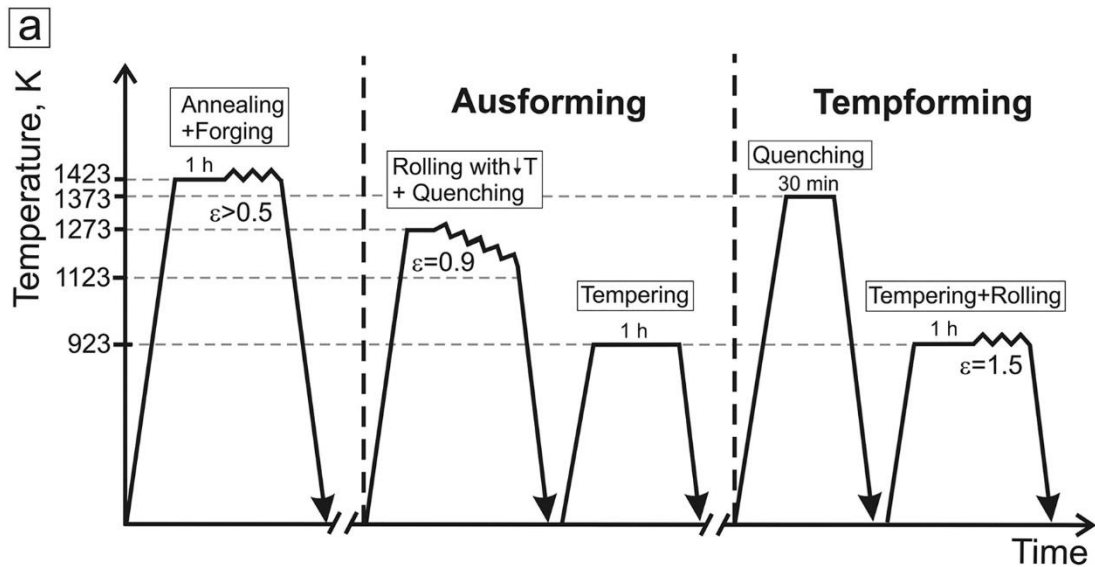 a
Temperature, K
1423
1373
1273
1123
923
Annealing
+Forging
1 h
ε>0.5
Ausforming
Rolling with↓T
+ Quenching
ε=0.9
Tempering
1 h
Tempforming
Quenching
30 min
Tempering+Rolling
1 h
ε=1.5
Time